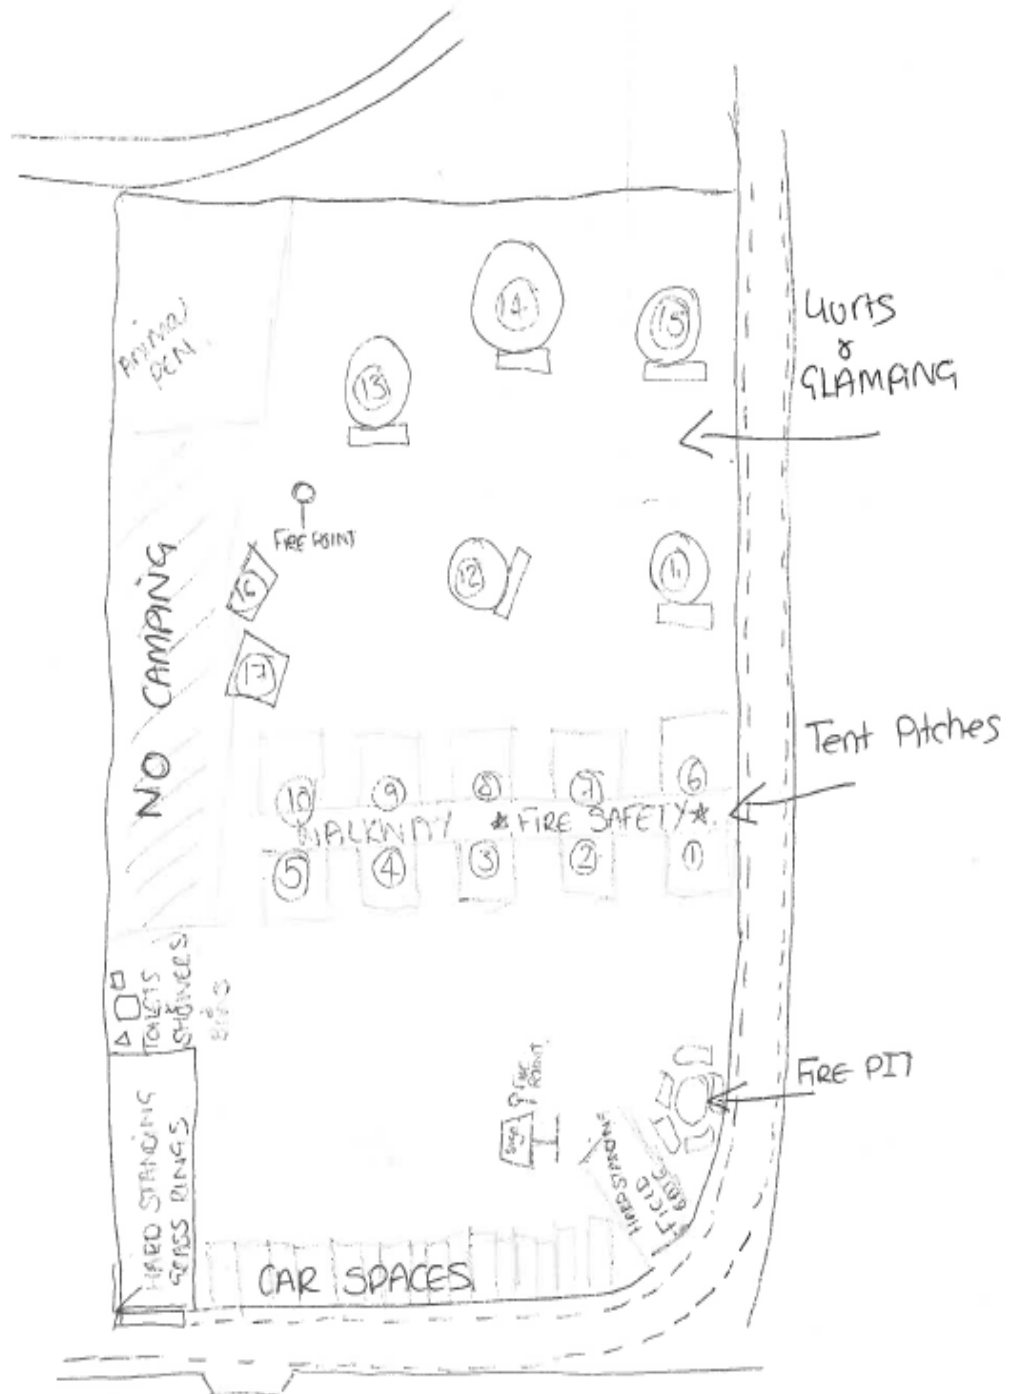 ANIMAL
PEN.
14
15
13
Yurts
&
GLAMPING
FIRE POINT
12
11
16
17
NO CAMPING
Tent Pitches
10
9
8
7
6
WALKWAY * FIRE SAFETY *
5
4
3
2
1
TOILETS
&
SHOWERS
FIRE PIT
FIRE
POINT
Sign
HARD STANDING
GRASS RINGS
HARD STANDING
FIELD
CAR SPACES